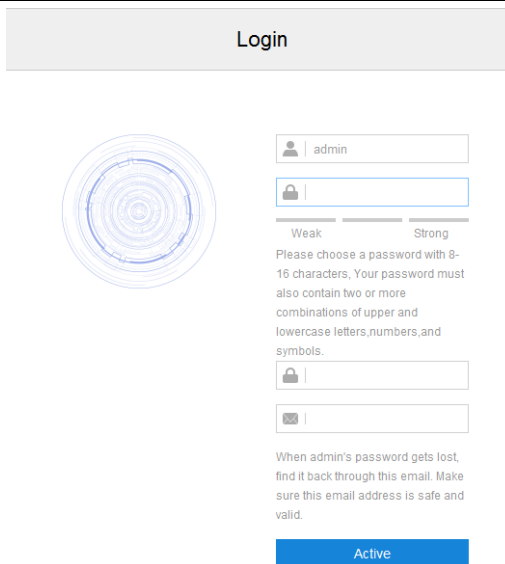 Login
admin
Weak Strong
Please choose a password with 8-
16 characters, Your password must
also contain two or more
combinations of upper and
lowercase letters,numbers,and
symbols.
When admin's password gets lost,
find it back through this email. Make
sure this email address is safe and
valid.
Active